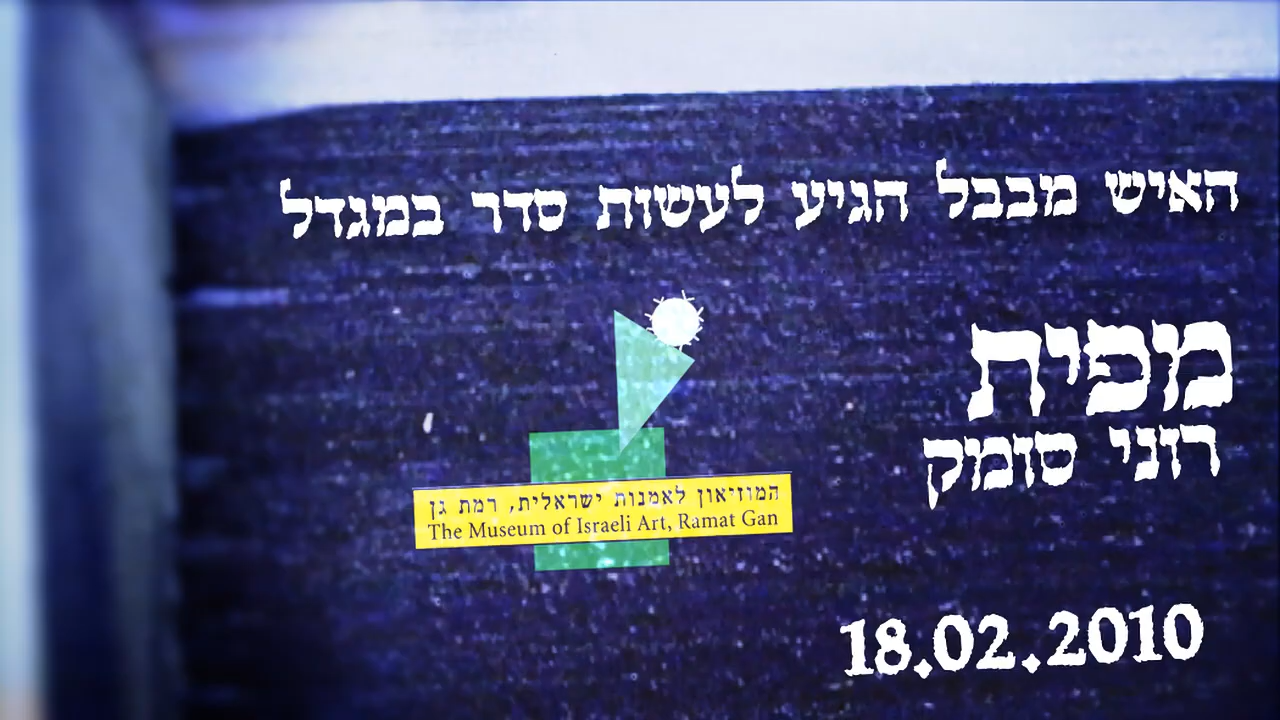 האיש מבבל הגיע לעשות סדר במגדל
מפית
רוני סומק
המוזיאון לאמנות ישראלית, רמת גן
The Museum of Israeli Art, Ramat Gan
18.02.2010